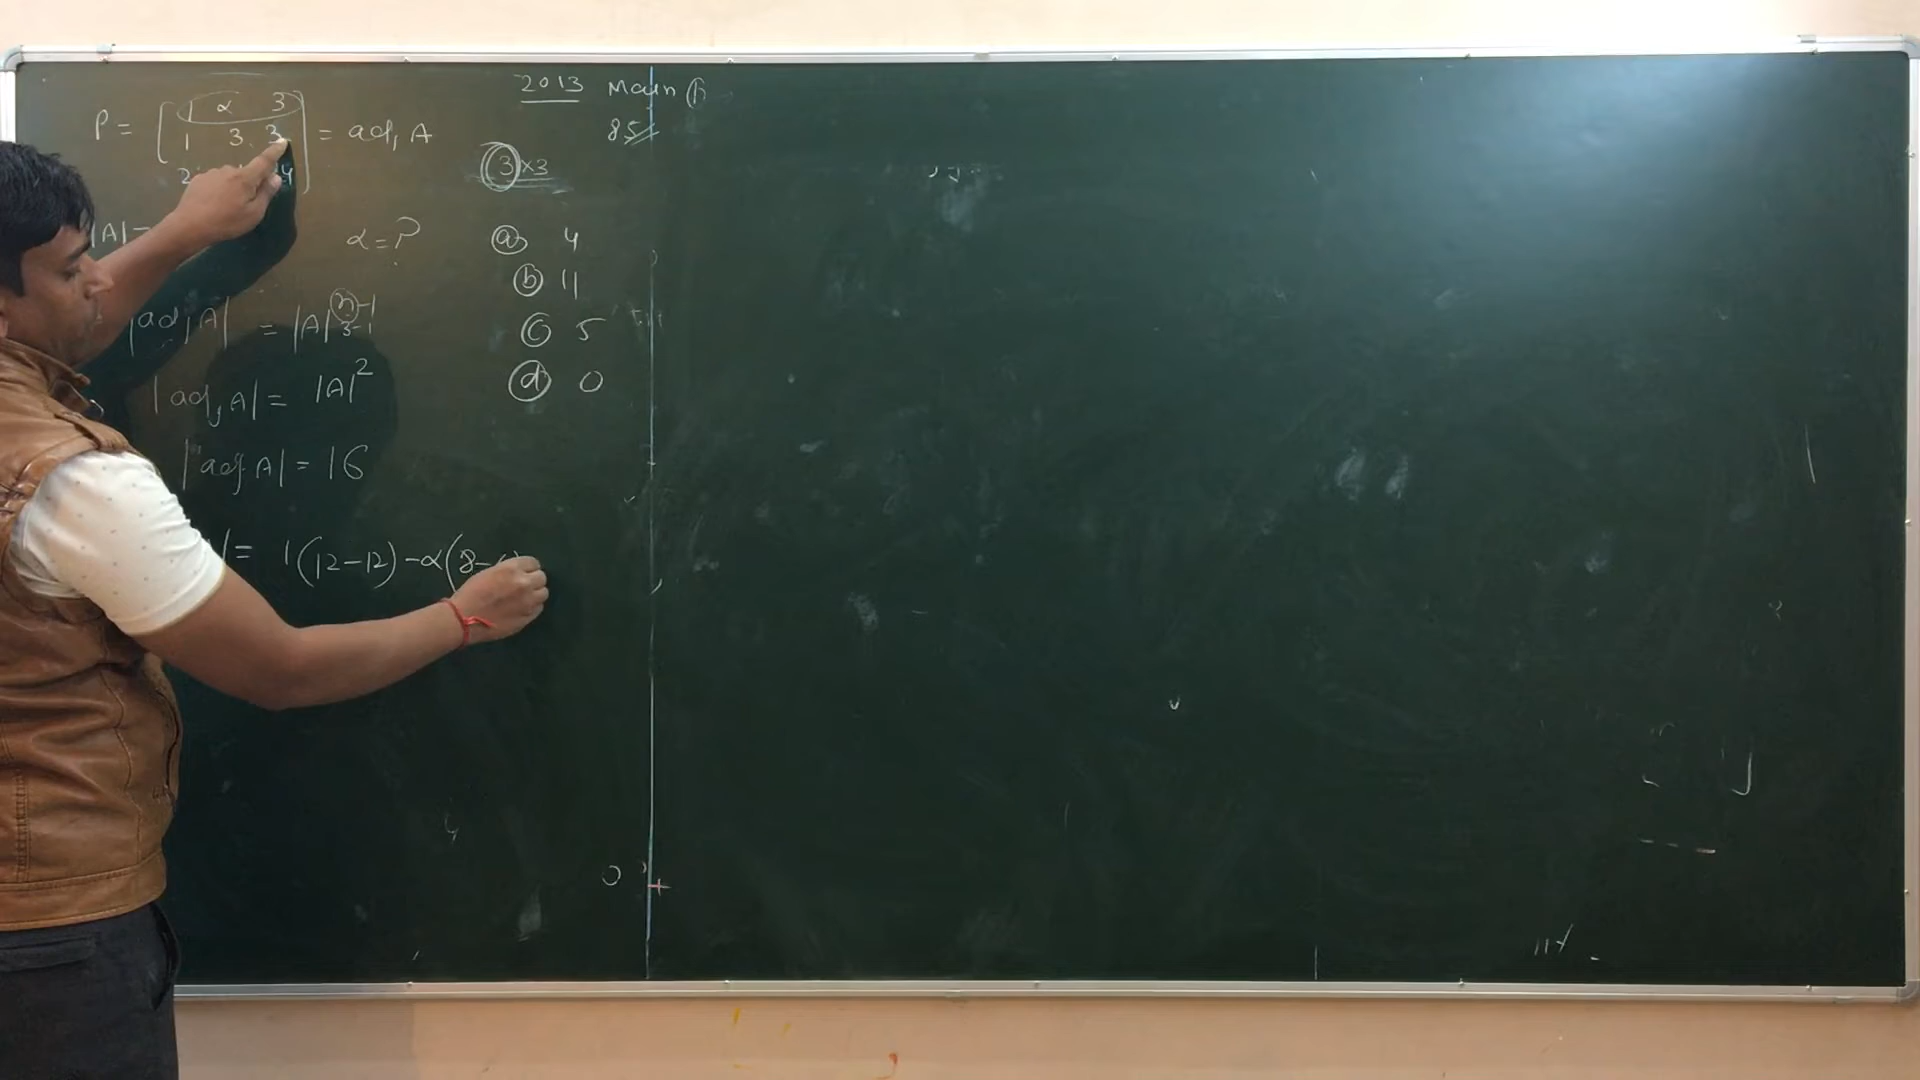 2013 Main
P = [ 1 α 3
1 3 3
2 4 ] = adj A
85
3×3
|A| =
α = ?
a 4
b 11
c 5
d 0
|adj A| = |A|^n-1
3-1
|adj A| = |A|^2
|adj A| = 16
| = 1(12-12) -α(8-
0